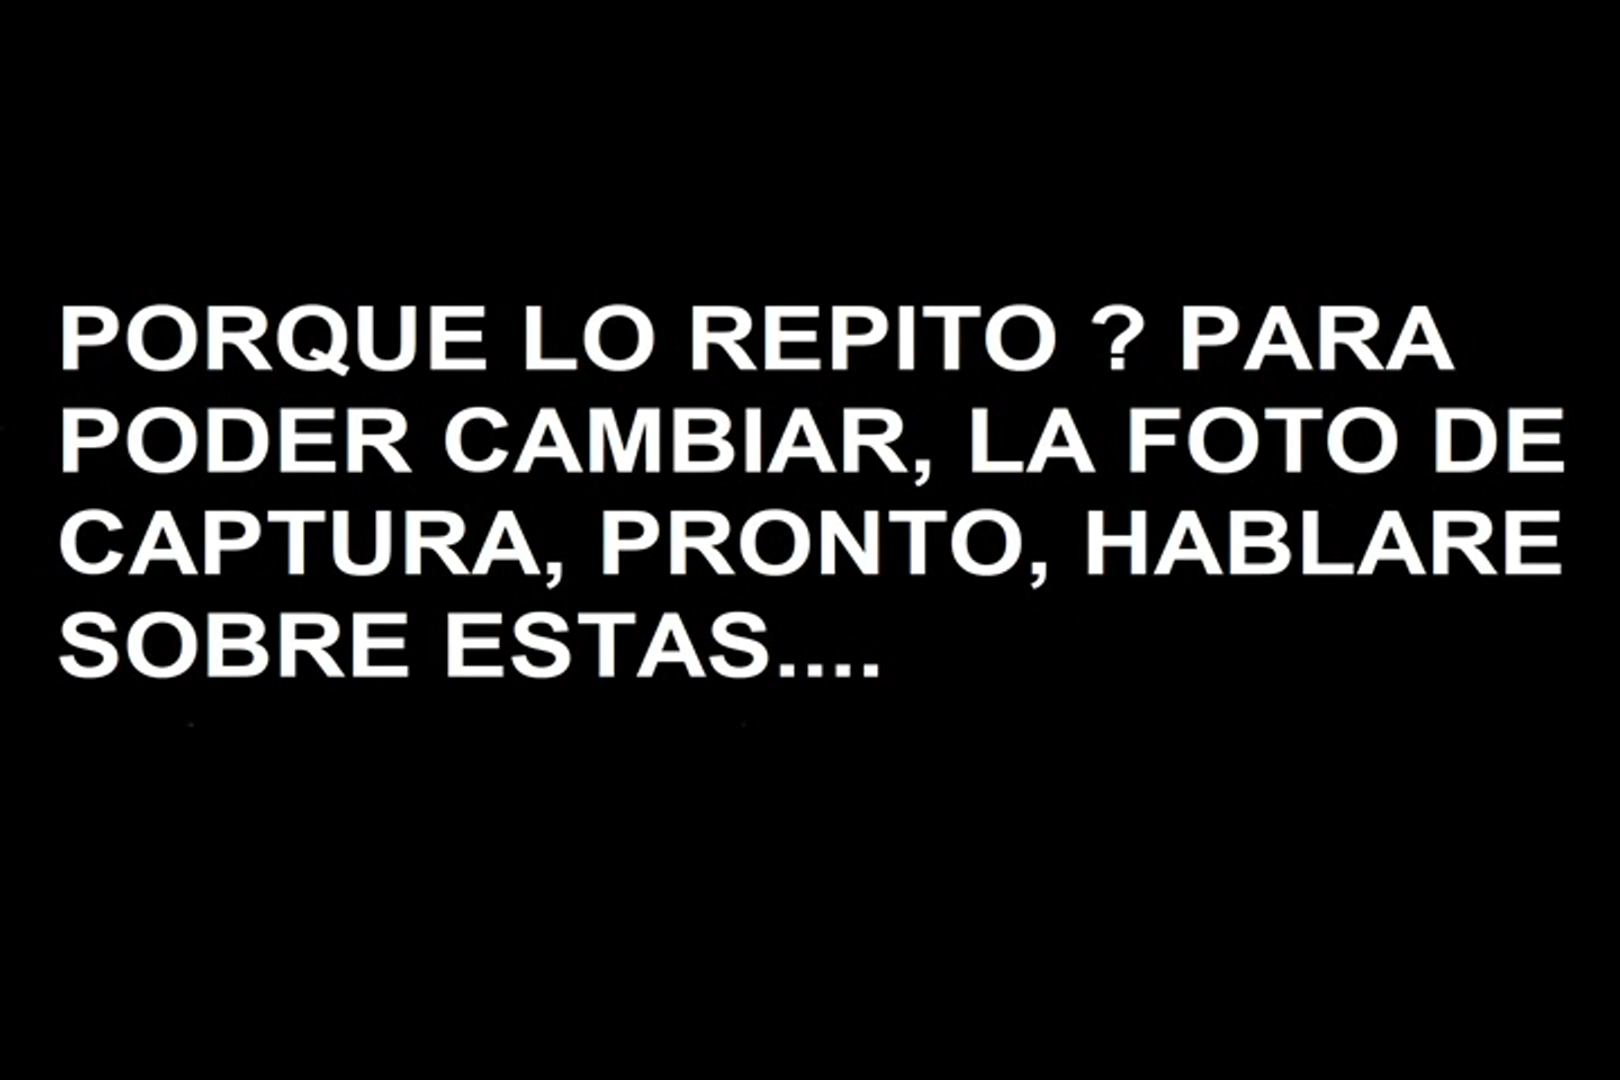 PORQUE LO REPITO ? PARA
PODER CAMBIAR, LA FOTO DE
CAPTURA, PRONTO, HABLARE
SOBRE ESTAS....